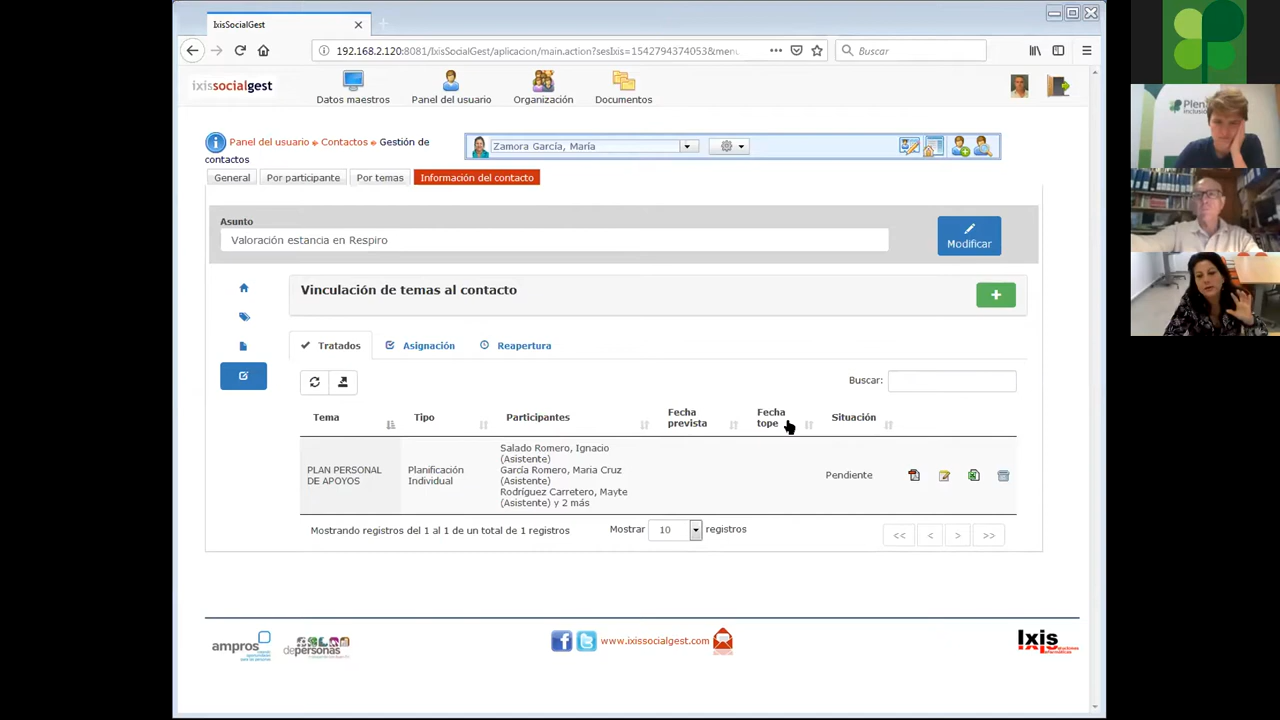 IxisSocialGest
192.168.2.120:8081/IxisSocialGest/aplicacion/main.action?sesIxis=1542794374053&menu.
Buscar
ixissocialgest
Datos maestros
Panel del usuario
Organización
Documentos
Panel del usuario
Contactos
Gestión de
contactos
Zamora García, María
General
Por participante
Por temas
Información del contacto
Asunto
Valoración estancia en Respiro
Modificar
Vinculación de temas al contacto
Tratados
Asignación
Reapertura
Buscar:
Tema
Tipo
Participantes
Fecha
prevista
Fecha
tope
Situación
PLAN PERSONAL
DE APOYOS
Planificación
Individual
Salado Romero, Ignacio
(Asistente)
García Romero, Maria Cruz
(Asistente)
Rodríguez Carretero, Mayte
(Asistente) y 2 más
Pendiente
Mostrando registros del 1 al 1 de un total de 1 registros
Mostrar 10 registros
<< < > >>
ampros
depersonas
www.ixissocialgest.com
Ixis
Plena
inclusión